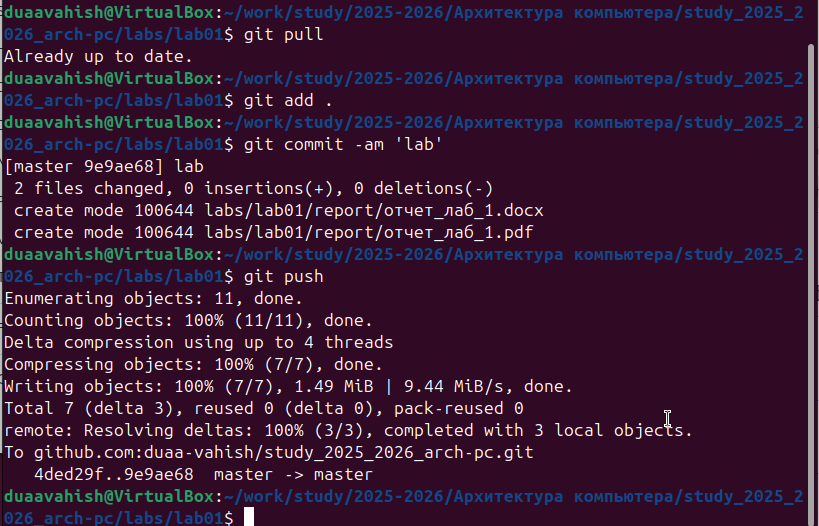 duaavahish@VirtualBox:~/work/study/2025-2026/Архитектура компьютера/study_2025_2
026_arch-pc/labs/lab01$ git pull
Already up to date.
duaavahish@VirtualBox:~/work/study/2025-2026/Архитектура компьютера/study_2025_2
026_arch-pc/labs/lab01$ git add .
duaavahish@VirtualBox:~/work/study/2025-2026/Архитектура компьютера/study_2025_2
026_arch-pc/labs/lab01$ git commit -am 'lab'
[master 9e9ae68] lab
 2 files changed, 0 insertions(+), 0 deletions(-)
 create mode 100644 labs/lab01/report/отчет_лаб_1.docx
 create mode 100644 labs/lab01/report/отчет_лаб_1.pdf
duaavahish@VirtualBox:~/work/study/2025-2026/Архитектура компьютера/study_2025_2
026_arch-pc/labs/lab01$ git push
Enumerating objects: 11, done.
Counting objects: 100% (11/11), done.
Delta compression using up to 4 threads
Compressing objects: 100% (7/7), done.
Writing objects: 100% (7/7), 1.49 MiB | 9.44 MiB/s, done.
Total 7 (delta 3), reused 0 (delta 0), pack-reused 0
remote: Resolving deltas: 100% (3/3), completed with 3 local objects.
To github.com:duaa-vahish/study_2025_2026_arch-pc.git
   4ded29f..9e9ae68  master -> master
duaavahish@VirtualBox:~/work/study/2025-2026/Архитектура компьютера/study_2025_2
026_arch-pc/labs/lab01$